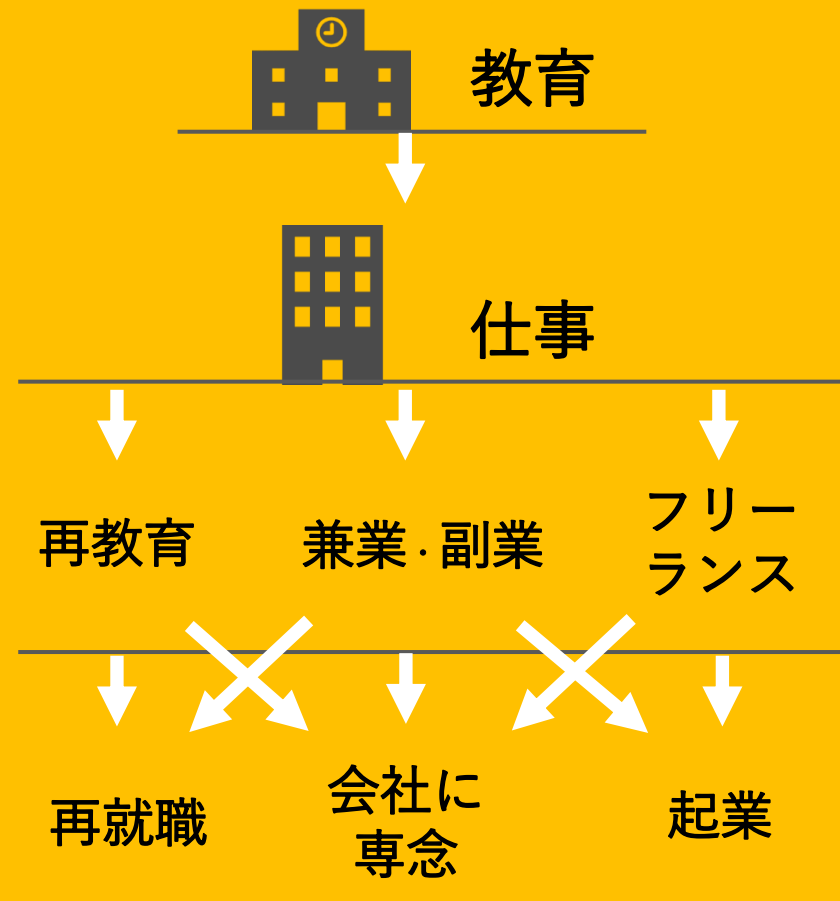 教育
仕事
再教育
兼業・副業
フリー
ランス
再就職
会社に
専念
起業